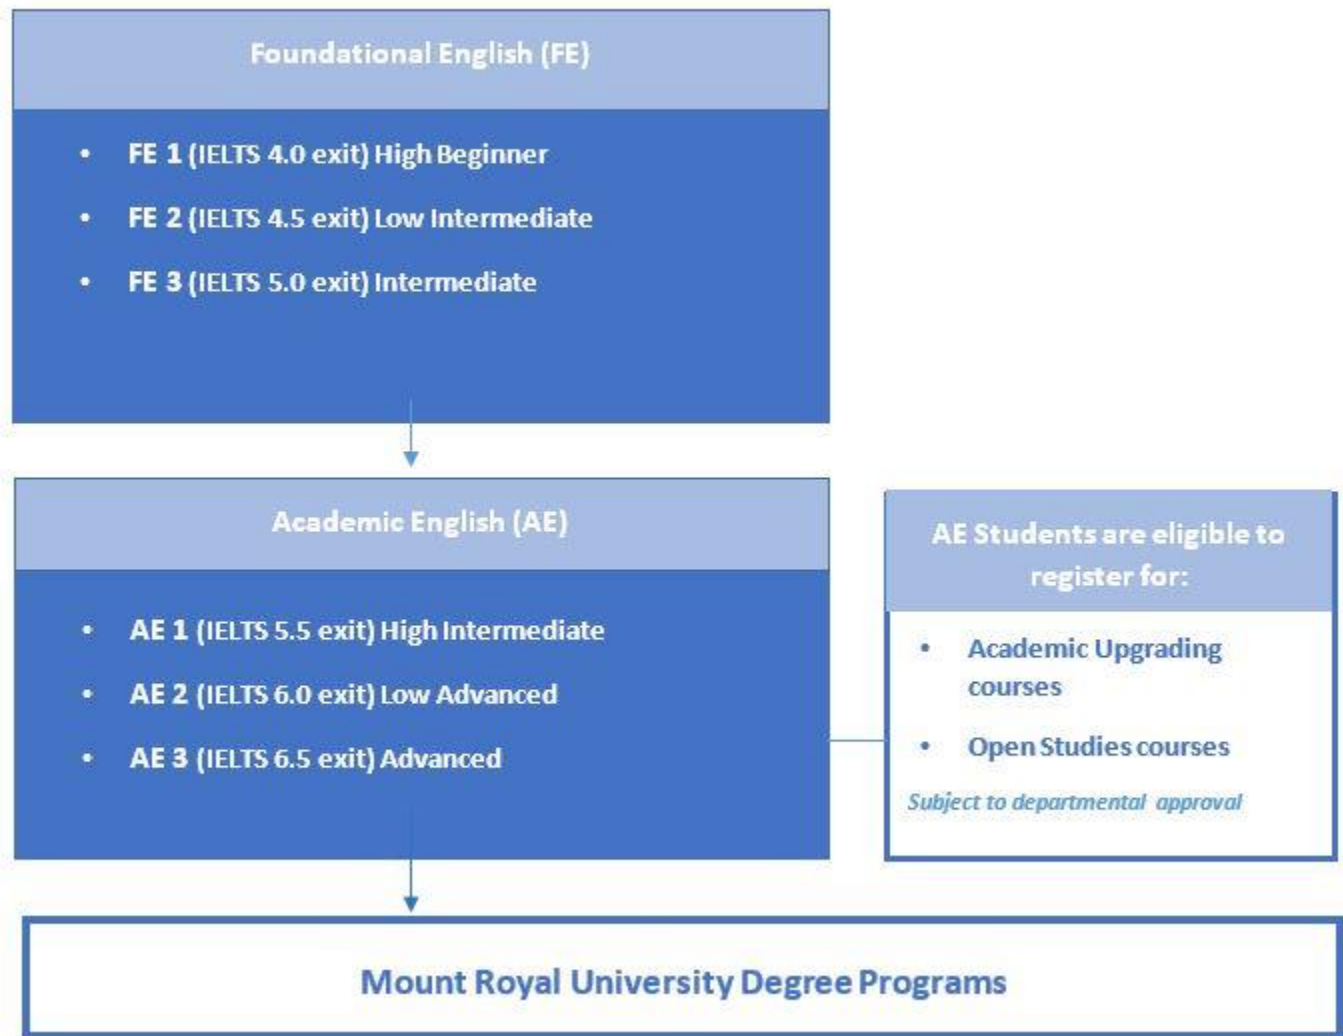 Foundational English (FE)
• FE 1 (IELTS 4.0 exit) High Beginner
• FE 2 (IELTS 4.5 exit) Low Intermediate
• FE 3 (IELTS 5.0 exit) Intermediate
Academic English (AE)
• AE 1 (IELTS 5.5 exit) High Intermediate
• AE 2 (IELTS 6.0 exit) Low Advanced
• AE 3 (IELTS 6.5 exit) Advanced
AE Students are eligible to
register for:
• Academic Upgrading
courses
• Open Studies courses
Subject to departmental approval
Mount Royal University Degree Programs